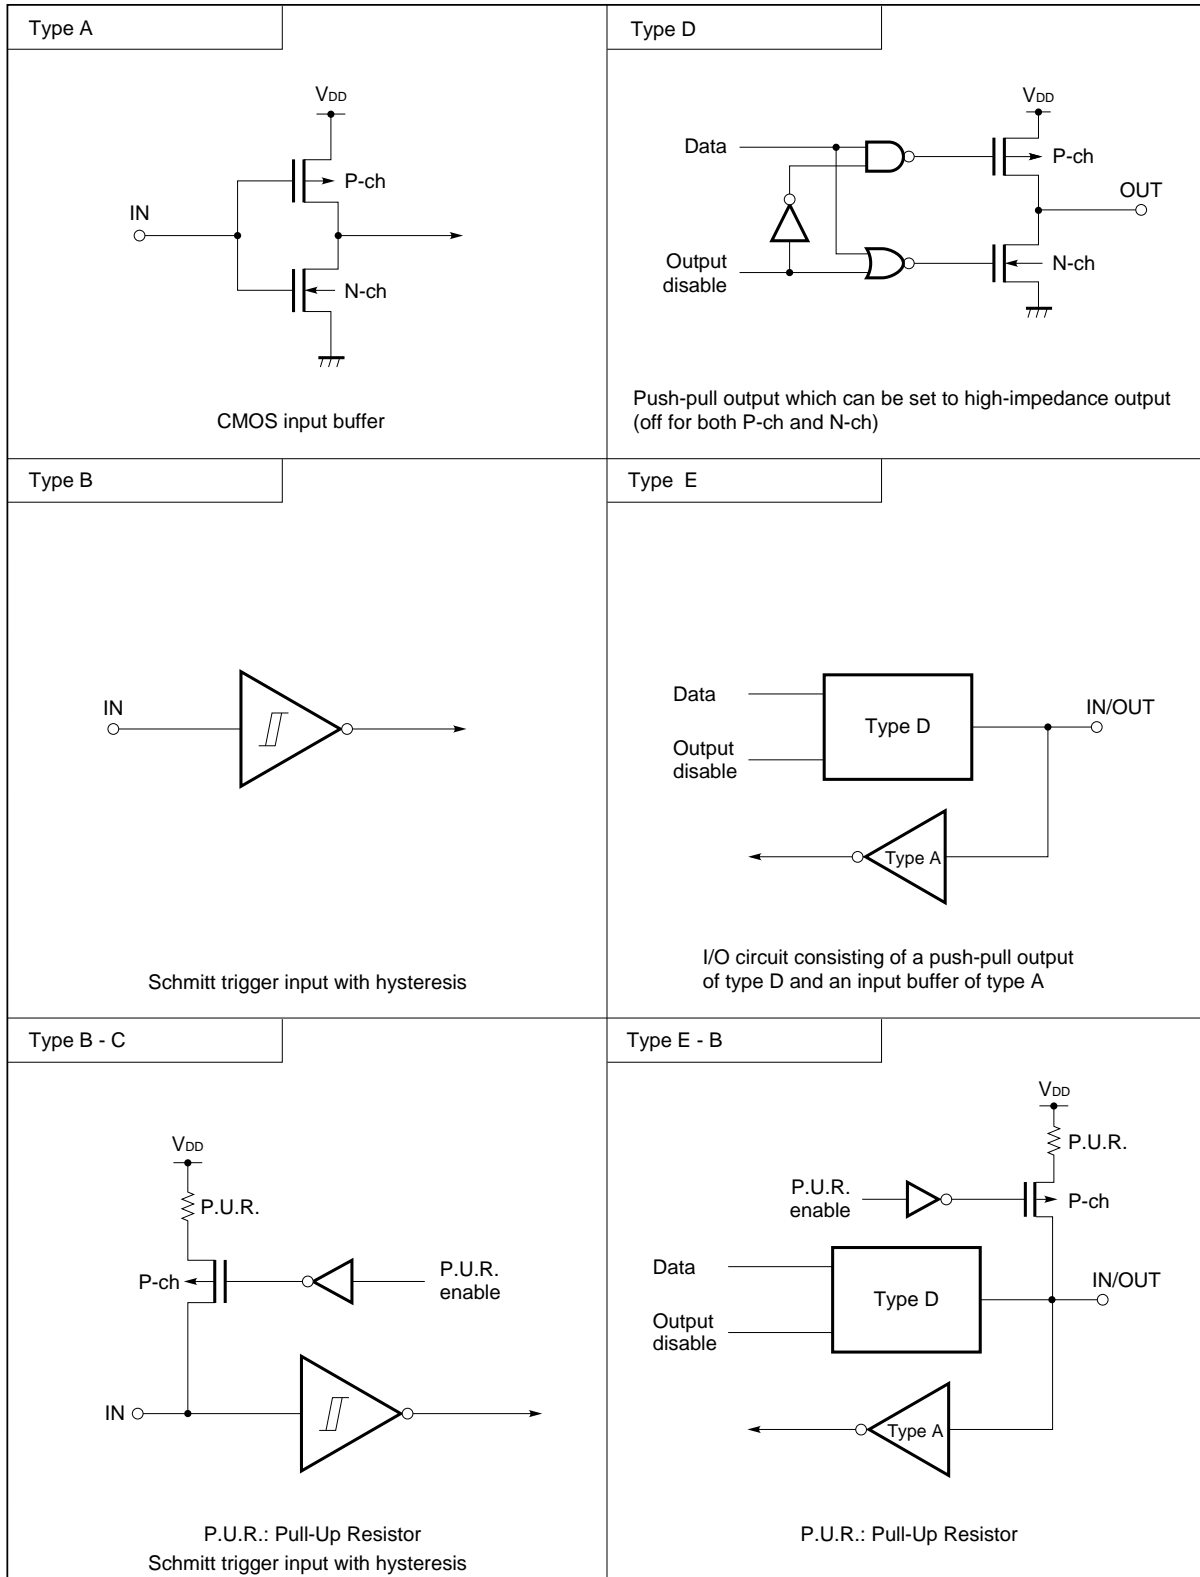 Type A
VDD
P-ch
IN
N-ch
CMOS input buffer
Type D
VDD
Data
P-ch
OUT
Output
disable
N-ch
Push-pull output which can be set to high-impedance output
(off for both P-ch and N-ch)
Type B
IN
Schmitt trigger input with hysteresis
Type E
Data
Type D
IN/OUT
Output
disable
Type A
I/O circuit consisting of a push-pull output
of type D and an input buffer of type A
Type B - C
VDD
P.U.R.
P-ch
P.U.R.
enable
IN
P.U.R.: Pull-Up Resistor
Schmitt trigger input with hysteresis
Type E - B
VDD
P.U.R.
P.U.R.
enable
P-ch
Data
Type D
IN/OUT
Output
disable
Type A
P.U.R.: Pull-Up Resistor